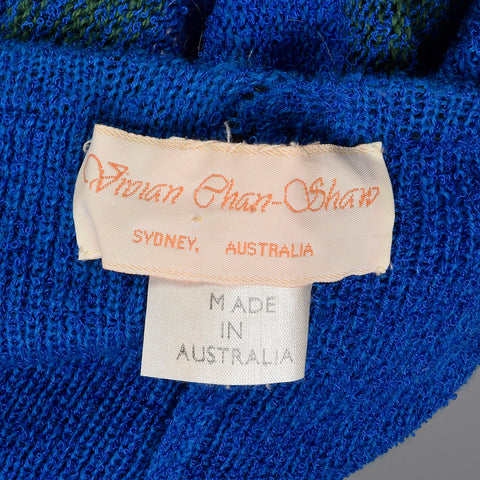 Vivian Chan-Shaw
SYDNEY, AUSTRALIA
MADE
IN
AUSTRALIA